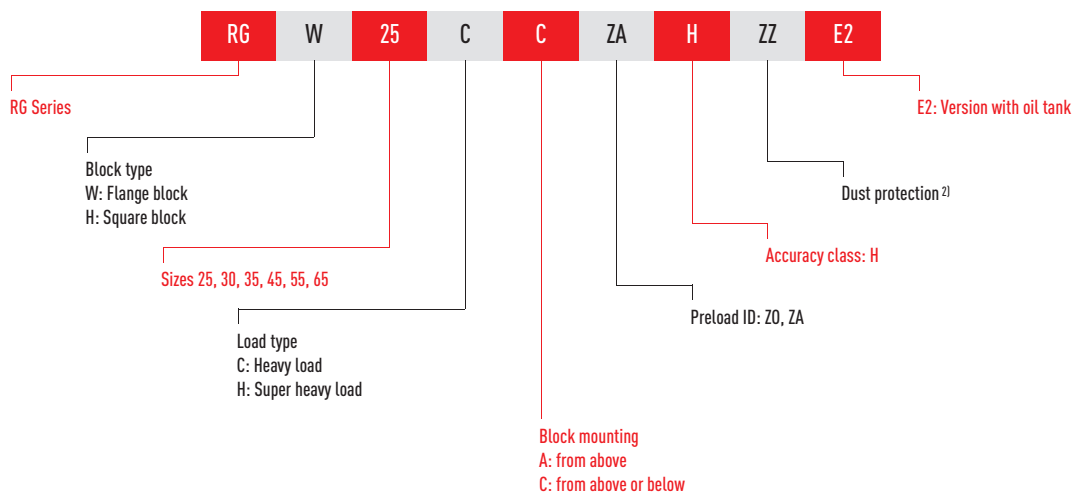 RG W 25 C C ZA H ZZ E2
RG Series
E2: Version with oil tank
Block type
W: Flange block
H: Square block
Dust protection 2)
Sizes 25, 30, 35, 45, 55, 65
Accuracy class: H
Load type
C: Heavy load
H: Super heavy load
Preload ID: Z0, ZA
Block mounting
A: from above
C: from above or below